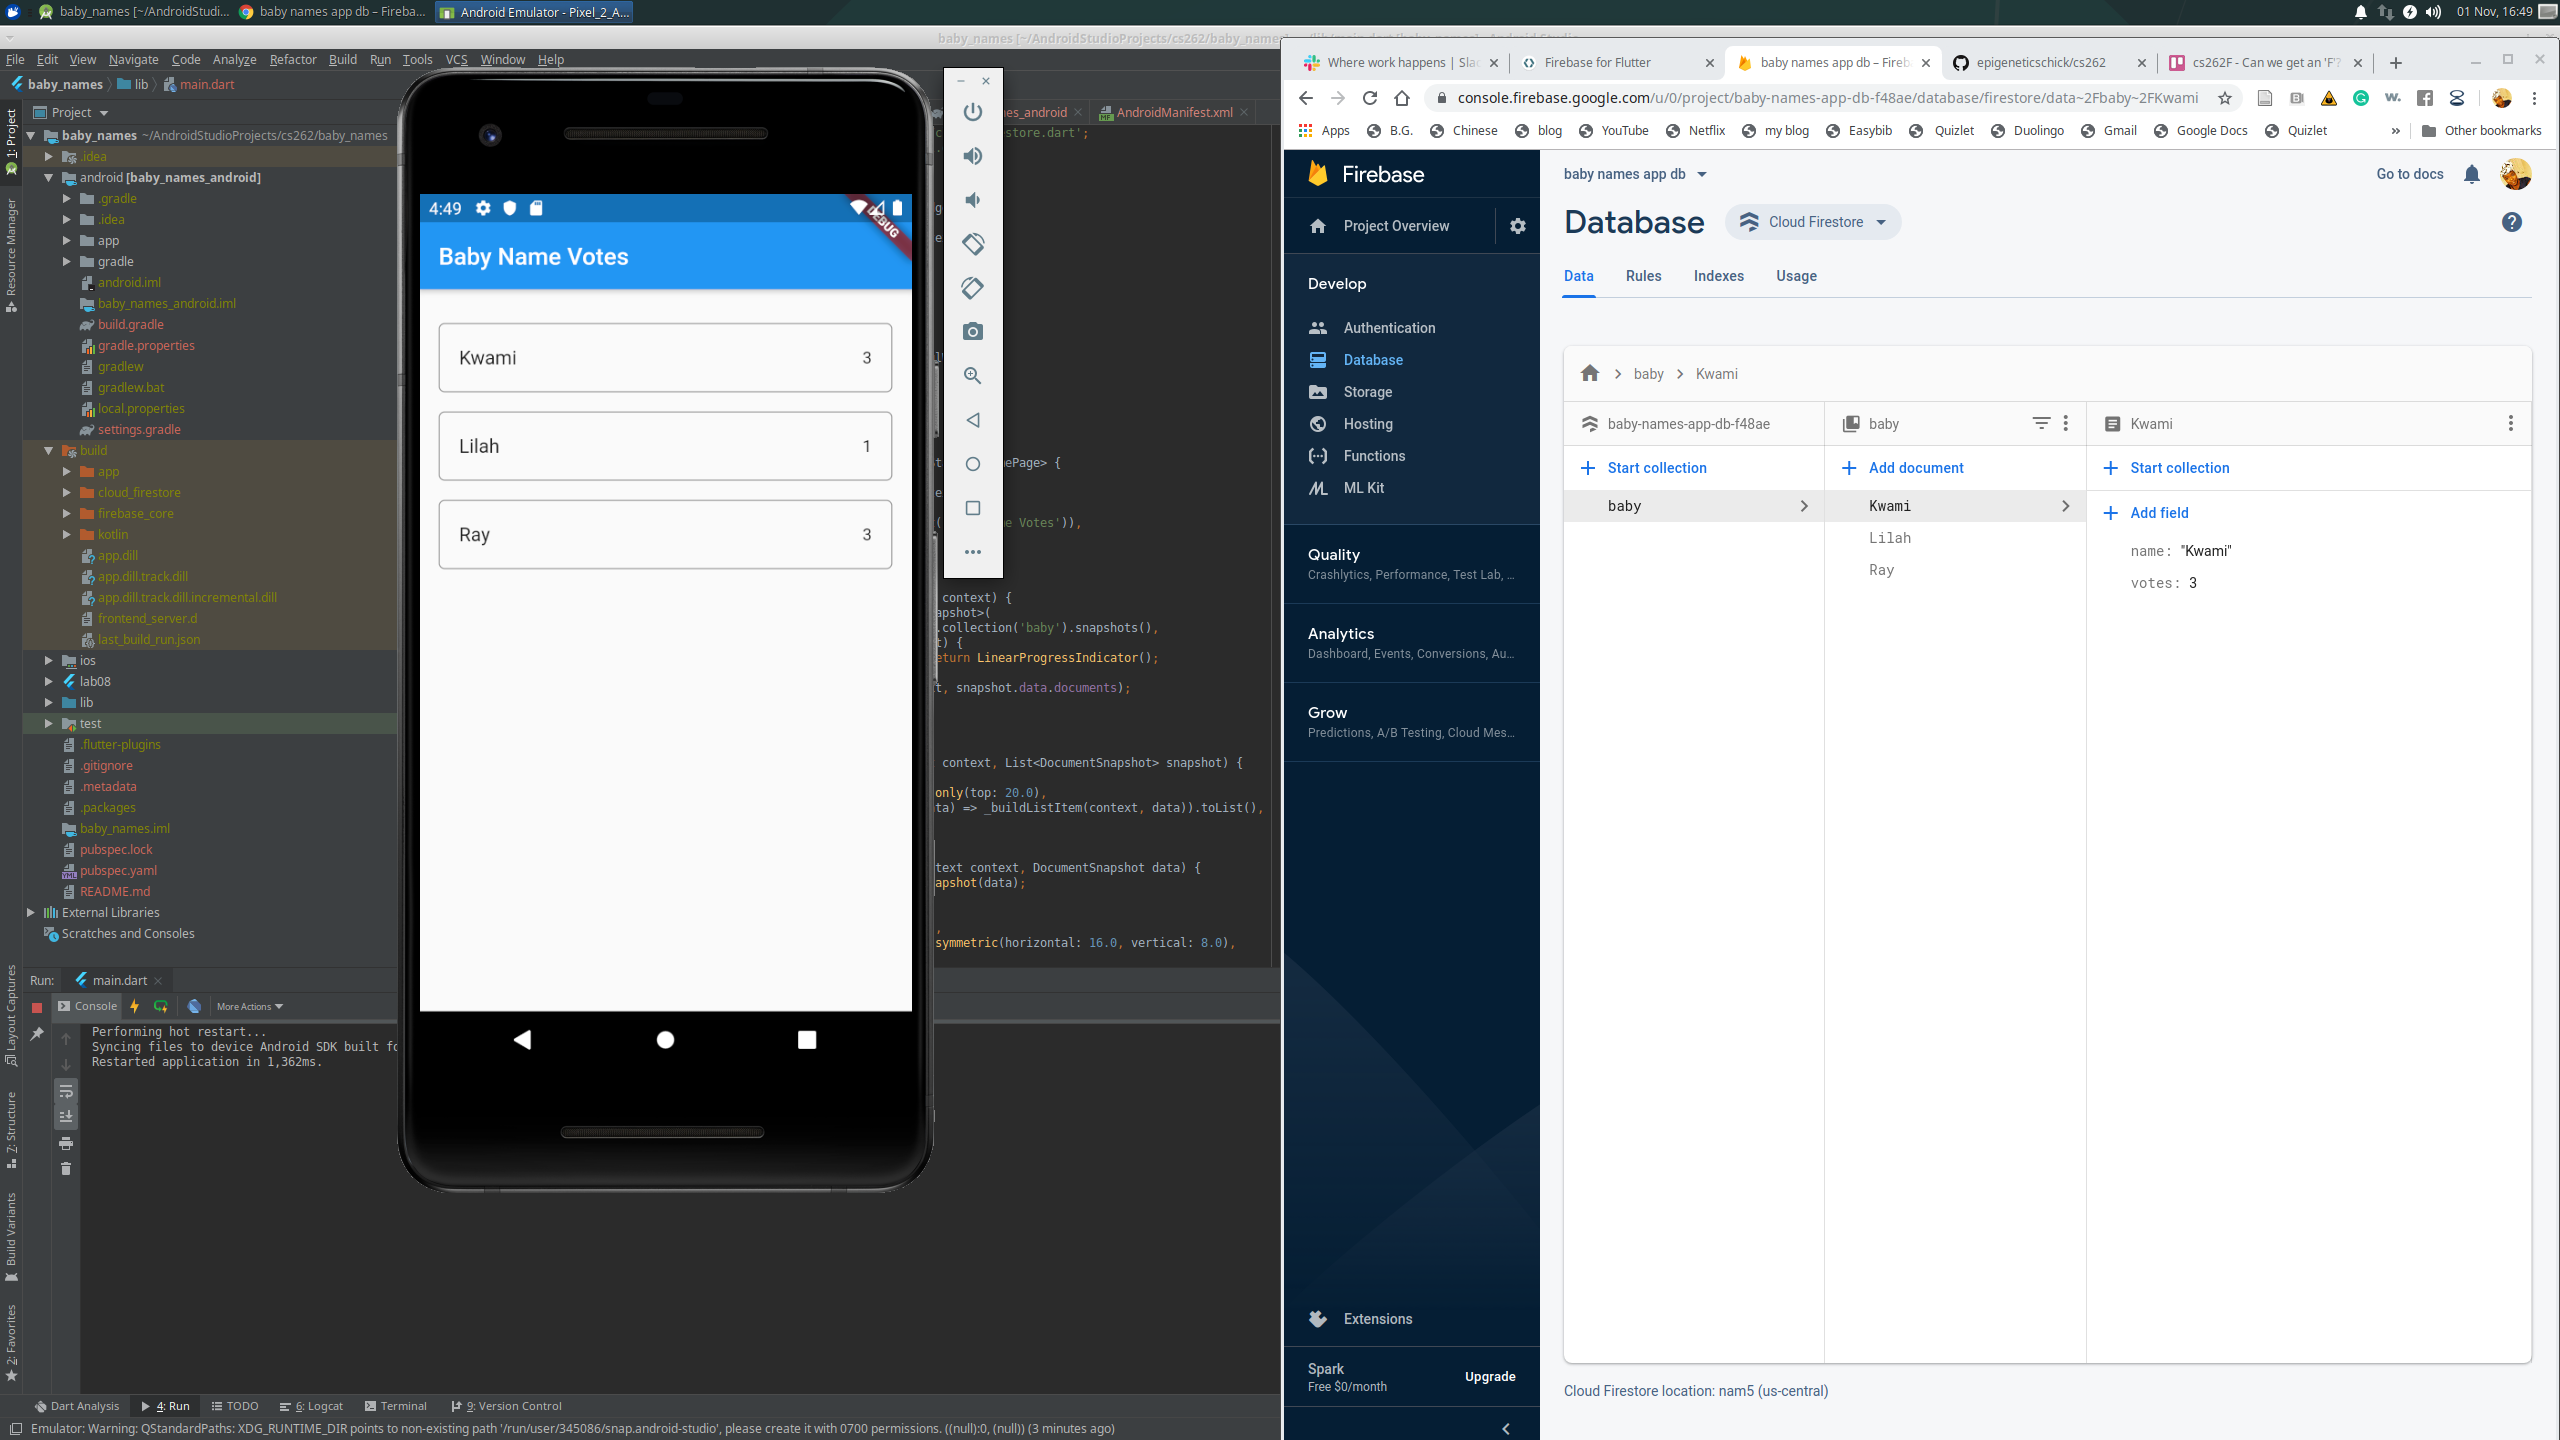 baby_names [~/AndroidStudi...
baby names app db – Fireba...
Android Emulator - Pixel_2_A...
01 Nov, 16:49
File Edit View Navigate Code Analyze Refactor Build Run Tools VCS Window Help
baby_names lib main.dart
Project
baby_names ~/AndroidStudioProjects/cs262/baby_names
.idea
android [baby_names_android]
.gradle
.idea
app
gradle
android.iml
baby_names_android.iml
build.gradle
gradle.properties
gradlew
gradlew.bat
local.properties
settings.gradle
build
app
cloud_firestore
firebase_core
kotlin
app.dill
app.dill.track.dill
app.dill.track.dill.incremental.dill
frontend_server.d
last_build_run.json
ios
lab08
lib
test
.flutter-plugins
.gitignore
.metadata
.packages
baby_names.iml
pubspec.lock
pubspec.yaml
README.md
External Libraries
Scratches and Consoles
1: Project
Resource Manager
Layout Captures
7: Structure
Build Variants
2: Favorites
Run: main.dart
Console
More Actions
Performing hot restart...
Syncing files to device Android SDK built fo
Restarted application in 1,362ms.
Dart Analysis 4: Run TODO 6: Logcat Terminal 9: Version Control
Emulator: Warning: QStandardPaths: XDG_RUNTIME_DIR points to non-existing path '/run/user/345086/snap.android-studio', please create it with 0700 permissions. ((null):0, (null)) (3 minutes ago)
4:49
DEBUG
Baby Name Votes
Kwami 3
Lilah 1
Ray 3
es_android
AndroidManifest.xml
estore.dart';
ePage> {
e Votes')),
context) {
apshot>(
.collection('baby').snapshots(),
t) {
eturn LinearProgressIndicator();
t, snapshot.data.documents);
context, List<DocumentSnapshot> snapshot) {
only(top: 20.0),
ta) => _buildListItem(context, data)).toList(),
text context, DocumentSnapshot data) {
apshot(data);
symmetric(horizontal: 16.0, vertical: 8.0),
Where work happens | Slac
Firebase for Flutter
baby names app db – Fireb
epigeneticschick/cs262
cs262F - Can we get an 'F'?
console.firebase.google.com/u/0/project/baby-names-app-db-f48ae/database/firestore/data~2Fbaby~2FKwami
Apps B.G. Chinese blog YouTube Netflix my blog Easybib Quizlet Duolingo Gmail Google Docs Quizlet » Other bookmarks
Firebase
Project Overview
Develop
Authentication
Database
Storage
Hosting
Functions
ML Kit
Quality
Crashlytics, Performance, Test Lab, ...
Analytics
Dashboard, Events, Conversions, Au...
Grow
Predictions, A/B Testing, Cloud Mes...
Extensions
Spark
Free $0/month
Upgrade
baby names app db
Go to docs
Database
Cloud Firestore
Data Rules Indexes Usage
baby Kwami
baby-names-app-db-f48ae
baby
Kwami
Start collection
Add document
Start collection
baby
Kwami
Lilah
Ray
Add field
name: "Kwami"
votes: 3
Cloud Firestore location: nam5 (us-central)